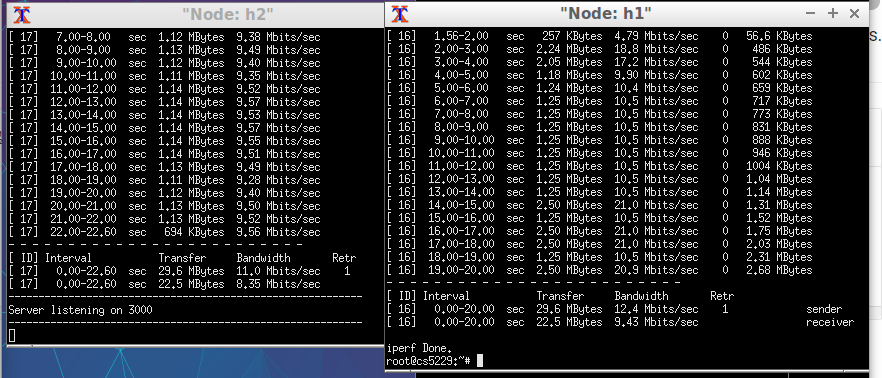 "Node: h2"
[ 17]   7.00-8.00   sec  1.12 MBytes  9.38 Mbits/sec
[ 17]   8.00-9.00   sec  1.13 MBytes  9.49 Mbits/sec
[ 17]   9.00-10.00  sec  1.12 MBytes  9.40 Mbits/sec
[ 17]  10.00-11.00  sec  1.11 MBytes  9.35 Mbits/sec
[ 17]  11.00-12.00  sec  1.14 MBytes  9.52 Mbits/sec
[ 17]  12.00-13.00  sec  1.14 MBytes  9.57 Mbits/sec
[ 17]  13.00-14.00  sec  1.14 MBytes  9.53 Mbits/sec
[ 17]  14.00-15.00  sec  1.14 MBytes  9.57 Mbits/sec
[ 17]  15.00-16.00  sec  1.14 MBytes  9.55 Mbits/sec
[ 17]  16.00-17.00  sec  1.14 MBytes  9.51 Mbits/sec
[ 17]  17.00-18.00  sec  1.13 MBytes  9.49 Mbits/sec
[ 17]  18.00-19.00  sec  1.11 MBytes  9.28 Mbits/sec
[ 17]  19.00-20.00  sec  1.12 MBytes  9.40 Mbits/sec
[ 17]  20.00-21.00  sec  1.13 MBytes  9.50 Mbits/sec
[ 17]  21.00-22.00  sec  1.13 MBytes  9.52 Mbits/sec
[ 17]  22.00-22.60  sec   694 KBytes  9.56 Mbits/sec
- - - - - - - - - - - - - - - - - - - - - - - - -
[ ID] Interval           Transfer     Bandwidth       Retr
[ 17]   0.00-22.60  sec  29.6 MBytes  11.0 Mbits/sec    1
[ 17]   0.00-22.60  sec  22.5 MBytes  8.35 Mbits/sec
-----------------------------------------------------------
Server listening on 3000
-----------------------------------------------------------
"Node: h1"
[ 16]   1.56-2.00   sec   257 KBytes  4.79 Mbits/sec    0   56.6 KBytes
[ 16]   2.00-3.00   sec  2.24 MBytes  18.8 Mbits/sec    0    486 KBytes
[ 16]   3.00-4.00   sec  2.05 MBytes  17.2 Mbits/sec    0    544 KBytes
[ 16]   4.00-5.00   sec  1.18 MBytes  9.90 Mbits/sec    0    602 KBytes
[ 16]   5.00-6.00   sec  1.24 MBytes  10.4 Mbits/sec    0    659 KBytes
[ 16]   6.00-7.00   sec  1.25 MBytes  10.5 Mbits/sec    0    717 KBytes
[ 16]   7.00-8.00   sec  1.25 MBytes  10.5 Mbits/sec    0    773 KBytes
[ 16]   8.00-9.00   sec  1.25 MBytes  10.5 Mbits/sec    0    831 KBytes
[ 16]   9.00-10.00  sec  1.25 MBytes  10.5 Mbits/sec    0    888 KBytes
[ 16]  10.00-11.00  sec  1.25 MBytes  10.5 Mbits/sec    0    946 KBytes
[ 16]  11.00-12.00  sec  1.25 MBytes  10.5 Mbits/sec    0   1004 KBytes
[ 16]  12.00-13.00  sec  1.25 MBytes  10.5 Mbits/sec    0   1.04 MBytes
[ 16]  13.00-14.00  sec  1.25 MBytes  10.5 Mbits/sec    0   1.14 MBytes
[ 16]  14.00-15.00  sec  2.50 MBytes  21.0 Mbits/sec    0   1.31 MBytes
[ 16]  15.00-16.00  sec  1.25 MBytes  10.5 Mbits/sec    0   1.52 MBytes
[ 16]  16.00-17.00  sec  2.50 MBytes  21.0 Mbits/sec    0   1.75 MBytes
[ 16]  17.00-18.00  sec  2.50 MBytes  21.0 Mbits/sec    0   2.03 MBytes
[ 16]  18.00-19.00  sec  1.25 MBytes  10.5 Mbits/sec    0   2.31 MBytes
[ 16]  19.00-20.00  sec  2.50 MBytes  20.9 Mbits/sec    0   2.68 MBytes
- - - - - - - - - - - - - - - - - - - - - - - - -
[ ID] Interval           Transfer     Bandwidth       Retr
[ 16]   0.00-20.00  sec  29.6 MBytes  12.4 Mbits/sec    1             sender
[ 16]   0.00-20.00  sec  22.5 MBytes  9.43 Mbits/sec                  receiver
iperf Done.
root@cs5229:~#
s.